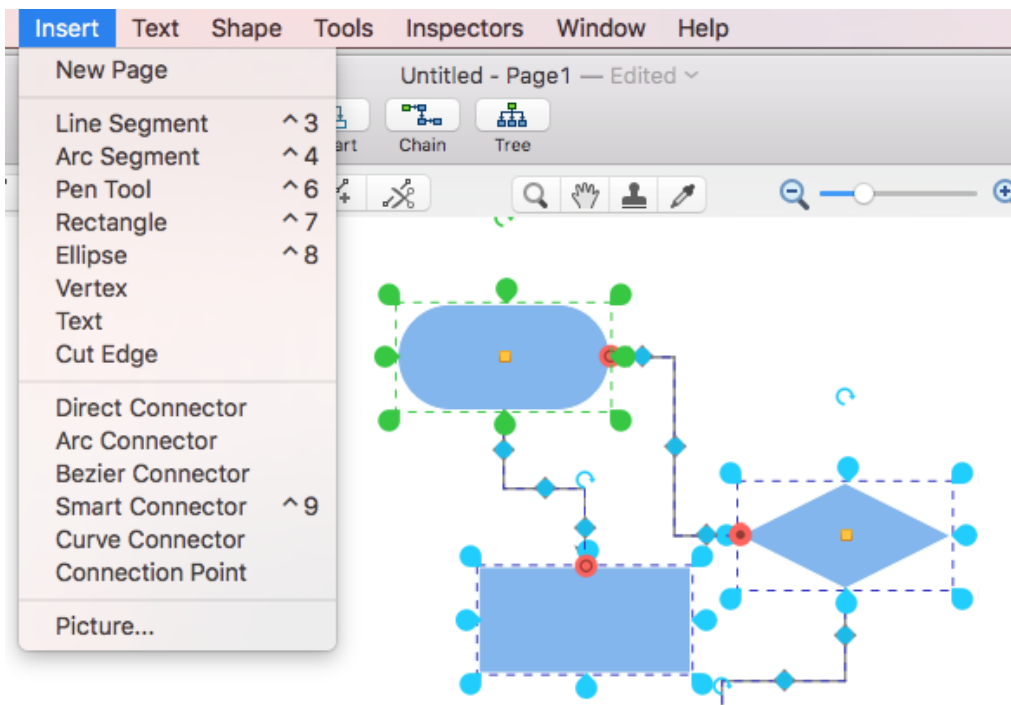 Insert Text Shape Tools Inspectors Window Help
New Page
Untitled - Page1 — Edited
Line Segment ^3
Arc Segment ^4
Pen Tool ^6
Rectangle ^7
Ellipse ^8
Vertex
Text
Cut Edge
Direct Connector
Arc Connector
Bezier Connector
Smart Connector ^9
Curve Connector
Connection Point
Picture...
Chain
Tree